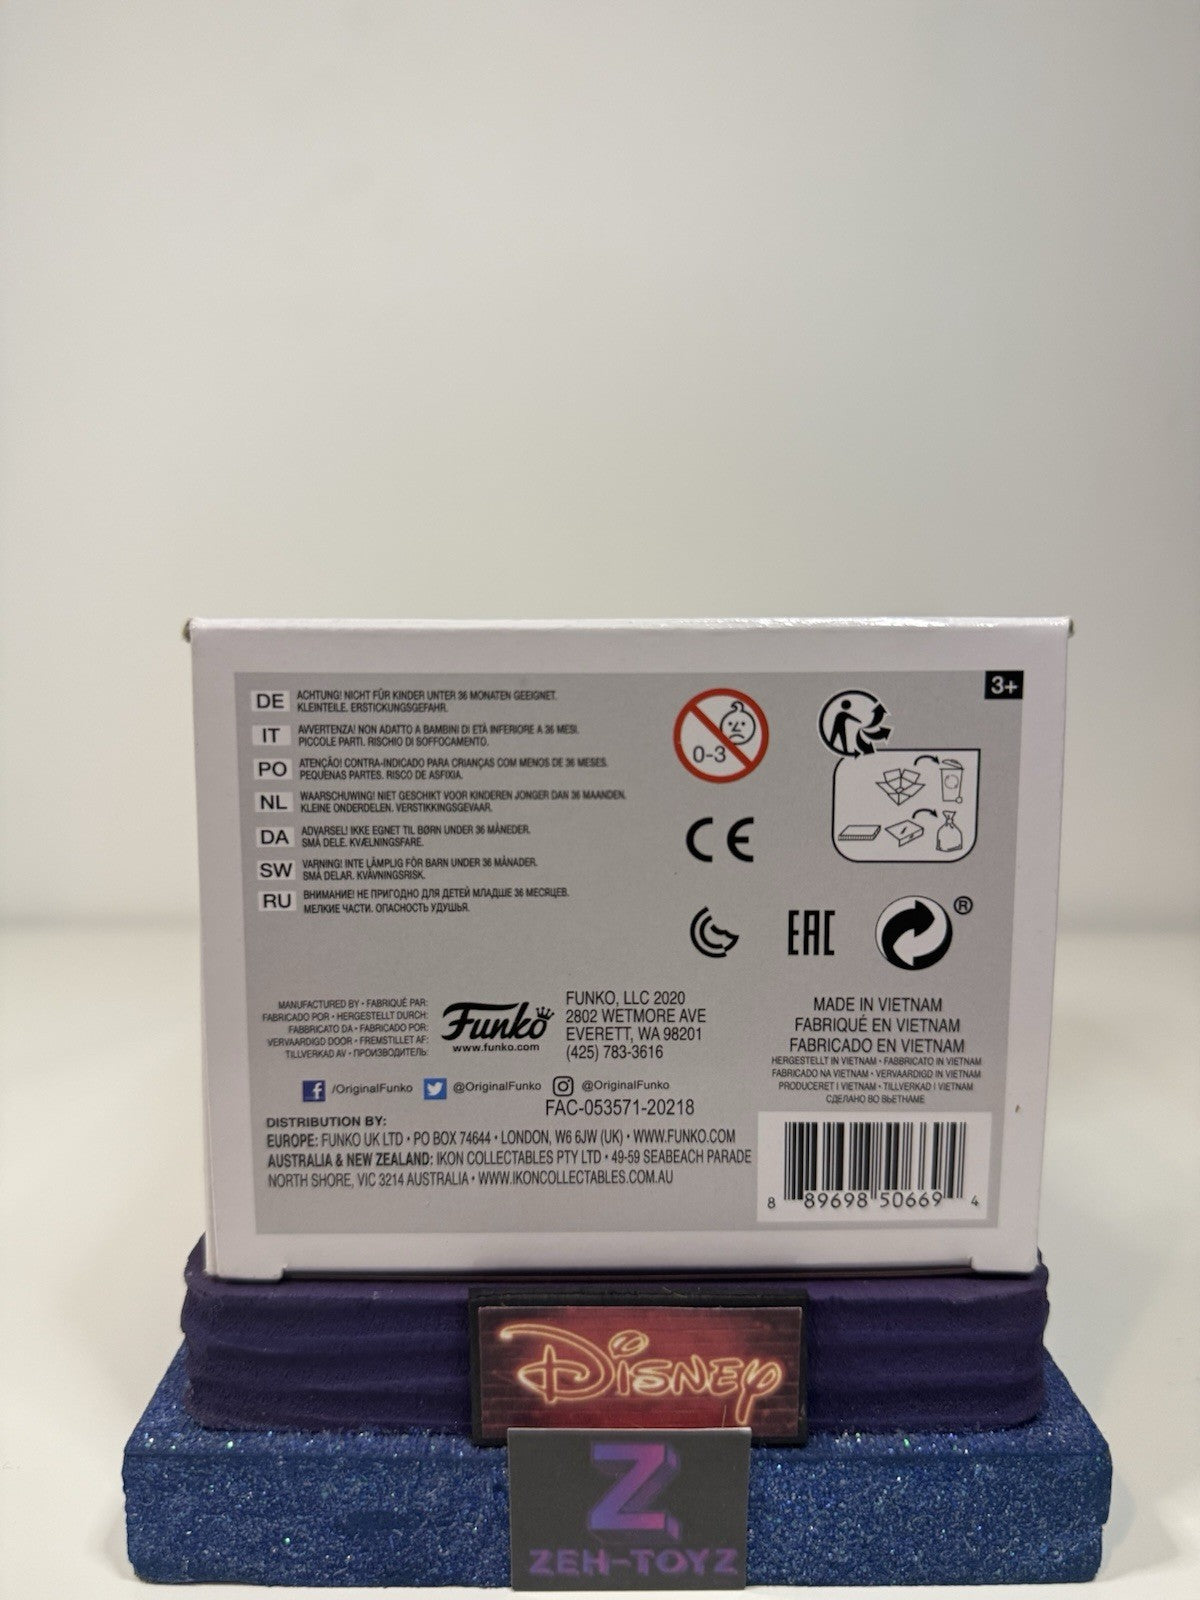 3+
DE ACHTUNG! NICHT FÜR KINDER UNTER 36 MONATEN GEEIGNET.
KLEINTEILE. ERSTICKUNGSGEFAHR.
IT AVVERTENZA! NON ADATTO A BAMBINI DI ETÀ INFERIORE A 36 MESI.
PICCOLE PARTI. RISCHIO DI SOFFOCAMENTO.
PO ATENÇÃO! CONTRA-INDICADO PARA CRIANÇAS COM MENOS DE 36 MESES.
PEQUENAS PARTES. RISCO DE ASFIXIA.
NL WAARSCHUWING! NIET GESCHIKT VOOR KINDEREN JONGER DAN 36 MAANDEN.
KLEINE ONDERDELEN. VERSTIKKINGSGEVAAR.
DA ADVARSEL! IKKE EGNET TIL BØRN UNDER 36 MÅNEDER.
SMÅ DELE. KVÆLNINGSFARE.
SW VARNING! INTE LÄMPLIG FÖR BARN UNDER 36 MÅNADER.
SMÅ DELAR. KVÄVNINGSRISK.
RU ВНИМАНИЕ! НЕ ПРИГОДНО ДЛЯ ДЕТЕЙ МЛАДШЕ 36 МЕСЯЦЕВ.
МЕЛКИЕ ЧАСТИ. ОПАСНОСТЬ УДУШЬЯ.
0-3
CE
EAC
®
MANUFACTURED BY • FABRIQUÉ PAR:
FABRICADO POR • HERGESTELLT DURCH:
FABBRICATO DA • FABRICADO POR:
VERVAARDIGD DOOR • FREMSTILLET AF:
TILLVERKAD AV • ПРОИЗВОДИТЕЛЬ:
Funko
www.funko.com
FUNKO, LLC 2020
2802 WETMORE AVE
EVERETT, WA 98201
(425) 783-3616
/OriginalFunko @OriginalFunko @OriginalFunko
FAC-053571-20218
DISTRIBUTION BY:
EUROPE: FUNKO UK LTD • PO BOX 74644 • LONDON, W6 6JW (UK) • WWW.FUNKO.COM
AUSTRALIA & NEW ZEALAND: IKON COLLECTABLES PTY LTD • 49-59 SEABEACH PARADE
NORTH SHORE, VIC 3214 AUSTRALIA • WWW.IKONCOLLECTABLES.COM.AU
MADE IN VIETNAM
FABRIQUÉ EN VIETNAM
FABRICADO EN VIETNAM
HERGESTELLT IN VIETNAM • FABBRICATO IN VIETNAM
FABRICADO NA VIETNAM • VERVAARDIGD IN VIETNAM
PRODUCERET I VIETNAM • TILLVERKAD I VIETNAM
СДЕЛАНО ВО ВЬЕТНАМЕ
8 89698 50669 4
DISNEY
Z
ZEH-TOYZ